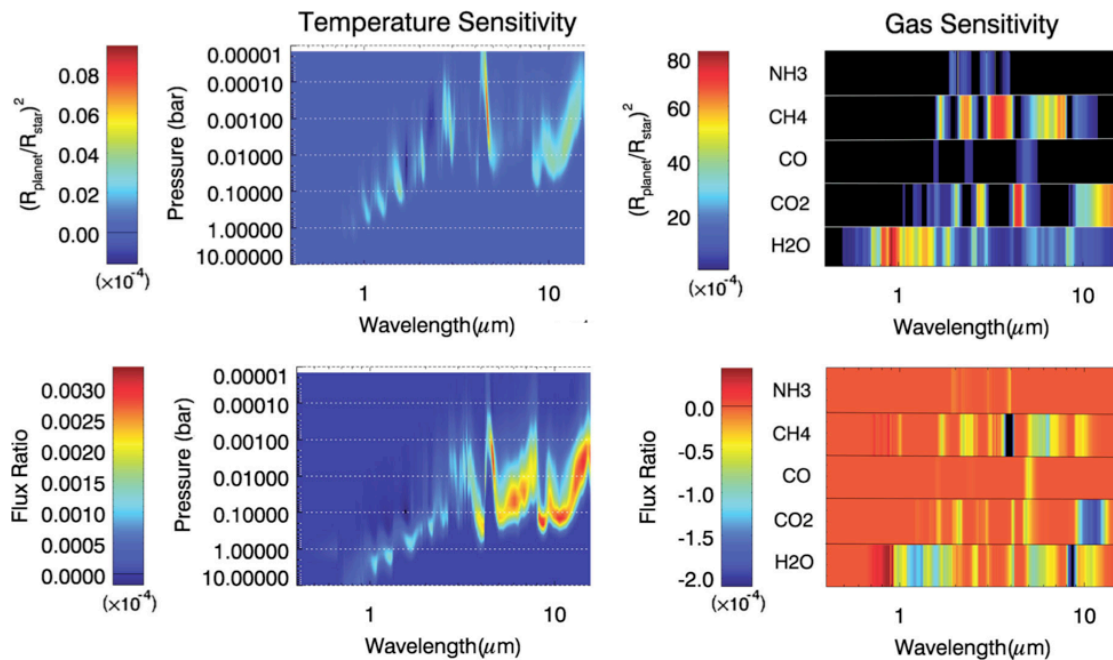 Temperature Sensitivity
Gas Sensitivity
(R_planet/R_star)^2
0.08
0.06
0.04
0.02
0.00
(×10^-4)
Pressure (bar)
0.00001
0.00010
0.00100
0.01000
0.10000
1.00000
10.00000
1
10
Wavelength(μm)
(R_planet/R_star)^2
80
60
40
20
(×10^-4)
NH3
CH4
CO
CO2
H2O
1
10
Wavelength(μm)
Flux Ratio
0.0030
0.0025
0.0020
0.0015
0.0010
0.0005
0.0000
(×10^-4)
Pressure (bar)
0.00001
0.00010
0.00100
0.01000
0.10000
1.00000
10.00000
1
10
Wavelength(μm)
Flux Ratio
0.0
-0.5
-1.0
-1.5
-2.0
(×10^-4)
NH3
CH4
CO
CO2
H2O
1
10
Wavelength(μm)